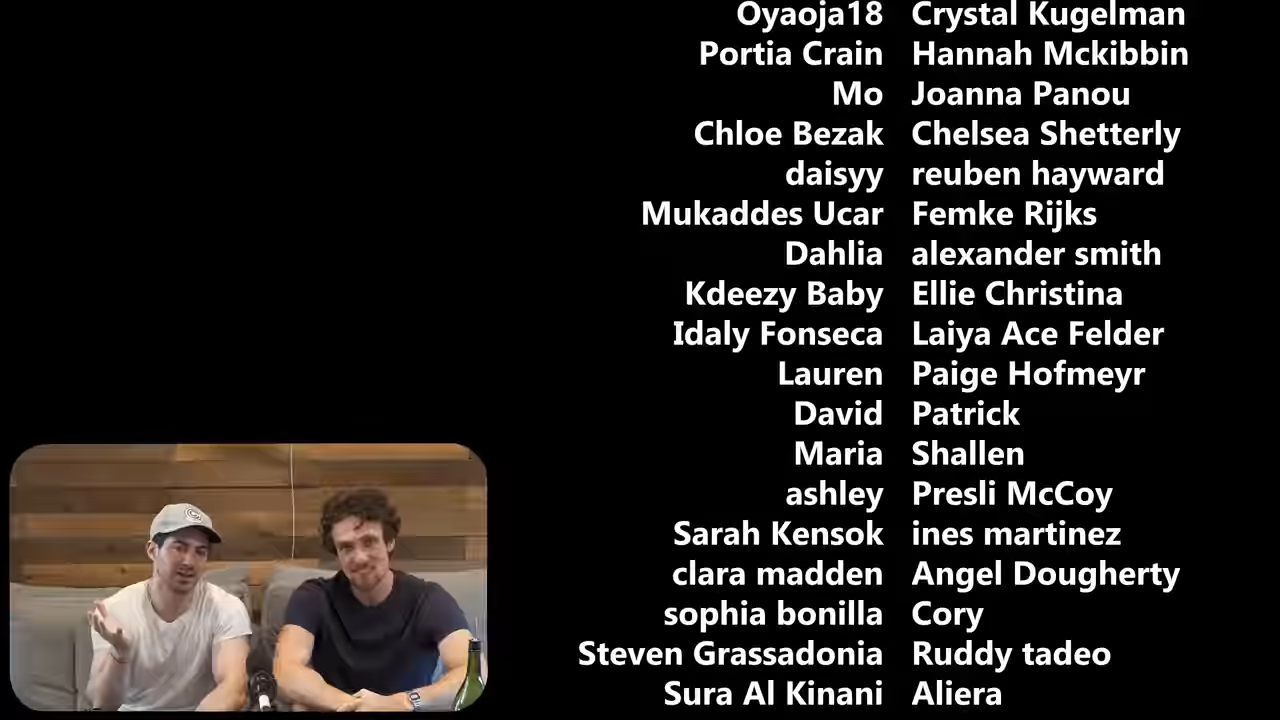 Oyaoja18 Crystal Kugelman
Portia Crain Hannah Mckibbin
Mo Joanna Panou
Chloe Bezak Chelsea Shetterly
daisyy reuben hayward
Mukaddes Ucar Femke Rijks
Dahlia alexander smith
Kdeezy Baby Ellie Christina
Idaly Fonseca Laiya Ace Felder
Lauren Paige Hofmeyr
David Patrick
Maria Shallen
ashley Presli McCoy
Sarah Kensok ines martinez
clara madden Angel Dougherty
sophia bonilla Cory
Steven Grassadonia Ruddy tadeo
Sura Al Kinani Aliera